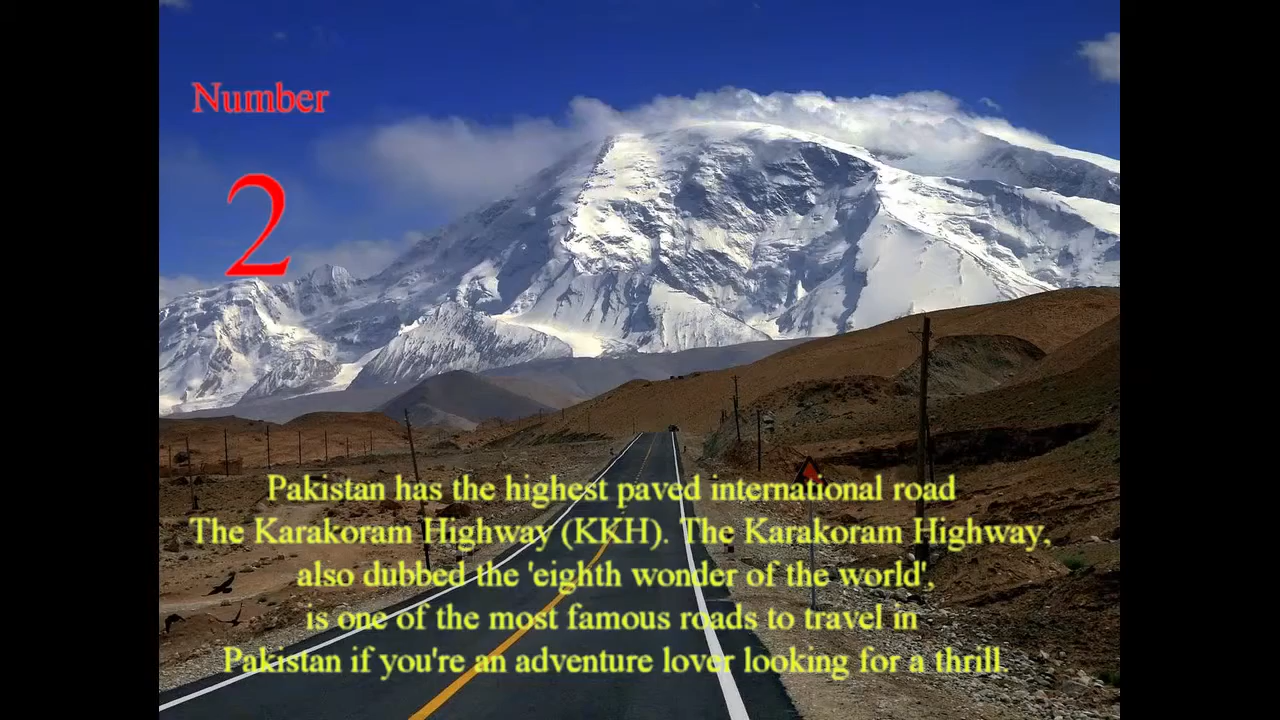 Number
2
Pakistan has the highest paved international road
The Karakoram Highway (KKH). The Karakoram Highway,
also dubbed the 'eighth wonder of the world',
is one of the most famous roads to travel in
Pakistan if you're an adventure lover looking for a thrill.